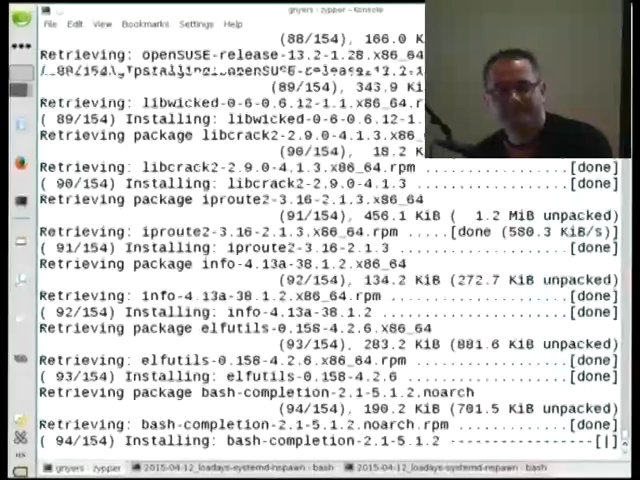 gnyers : zypper - Konsole
File Edit View Bookmarks Settings Help
(88/154), 166.0 K
Retrieving: openSUSE-release-13.2-1.28.x86_64
(89/154), 343.9 Ki
Retrieving: libwicked-0-6-0.6.12-1.1.x86_64.r
( 89/154) Installing: libwicked-0-6-0.6.12-1.
Retrieving package libcrack2-2.9.0-4.1.3.x86_
(90/154), 18.2 K
Retrieving: libcrack2-2.9.0-4.1.3.x86_64.rpm ..................[done]
( 90/154) Installing: libcrack2-2.9.0-4.1.3 ...................[done]
Retrieving package iproute2-3.16-2.1.3.x86_64
(91/154), 456.1 KiB ( 1.2 MiB unpacked)
Retrieving: iproute2-3.16-2.1.3.x86_64.rpm .....[done (580.3 KiB/s)]
( 91/154) Installing: iproute2-3.16-2.1.3 .....................[done]
Retrieving package info-4.13a-38.1.2.x86_64
(92/154), 134.2 KiB (272.7 KiB unpacked)
Retrieving: info-4.13a-38.1.2.x86_64.rpm ......................[done]
( 92/154) Installing: info-4.13a-38.1.2 .......................[done]
Retrieving package elfutils-0.158-4.2.6.x86_64
(93/154), 283.2 KiB (881.6 KiB unpacked)
Retrieving: elfutils-0.158-4.2.6.x86_64.rpm ...................[done]
( 93/154) Installing: elfutils-0.158-4.2.6 ....................[done]
Retrieving package bash-completion-2.1-5.1.2.noarch
(94/154), 190.2 KiB (701.5 KiB unpacked)
Retrieving: bash-completion-2.1-5.1.2.noarch.rpm ..............[done]
( 94/154) Installing: bash-completion-2.1-5.1.2 ------------------[|]
gnyers : zypper 2015-04-12_loadays-systemd-nspawn : bash 2015-04-12_loadays-systemd-nspawn : bash